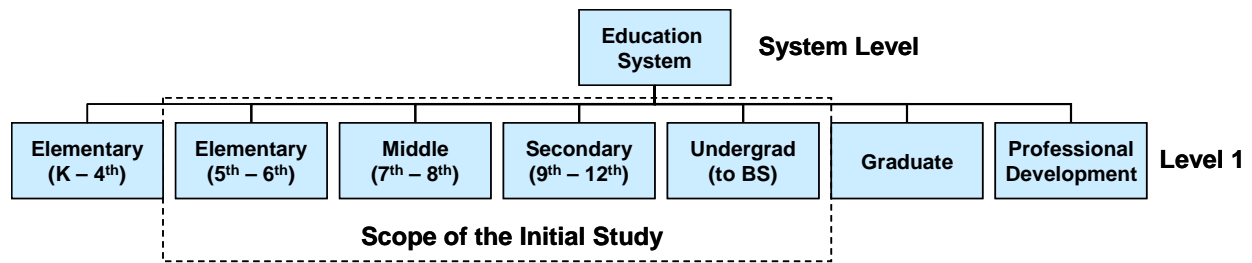 Education
System
System Level
Elementary
(K – 4th)
Elementary
(5th – 6th)
Middle
(7th – 8th)
Secondary
(9th – 12th)
Undergrad
(to BS)
Graduate
Professional
Development
Level 1
Scope of the Initial Study